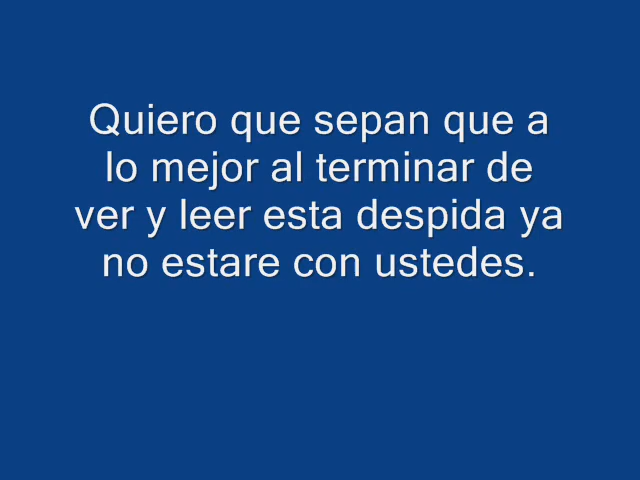 Quiero que sepan que a
lo mejor al terminar de
ver y leer esta despida ya
no estare con ustedes.